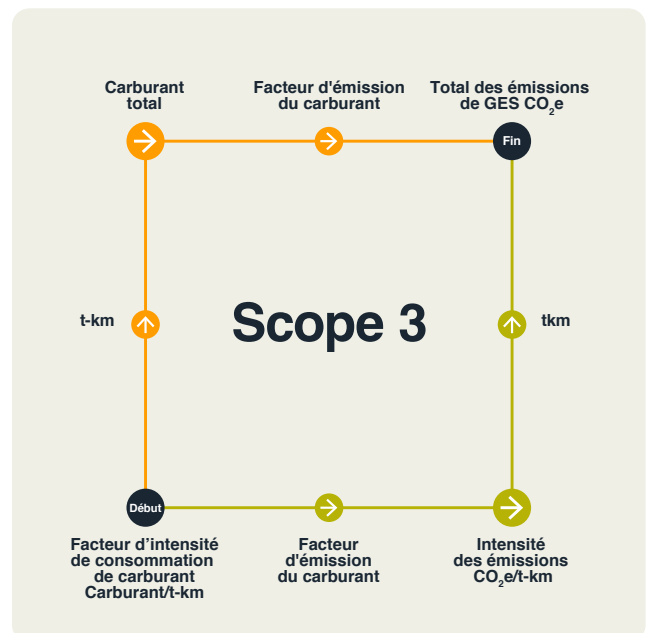 Carburant
total
Facteur d'émission
du carburant
Total des émissions
de GES CO₂e
Fin
t-km
Scope 3
tkm
Début
Facteur d’intensité
de consommation
de carburant
Carburant/t-km
Facteur
d'émission
du carburant
Intensité
des émissions
CO₂e/t-km